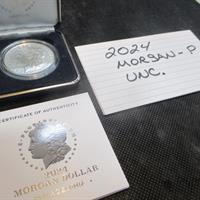 2024
MORGAN-P
UNC.
CERTIFICATE OF AUTHENTICITY
2024
MORGAN DOLLAR